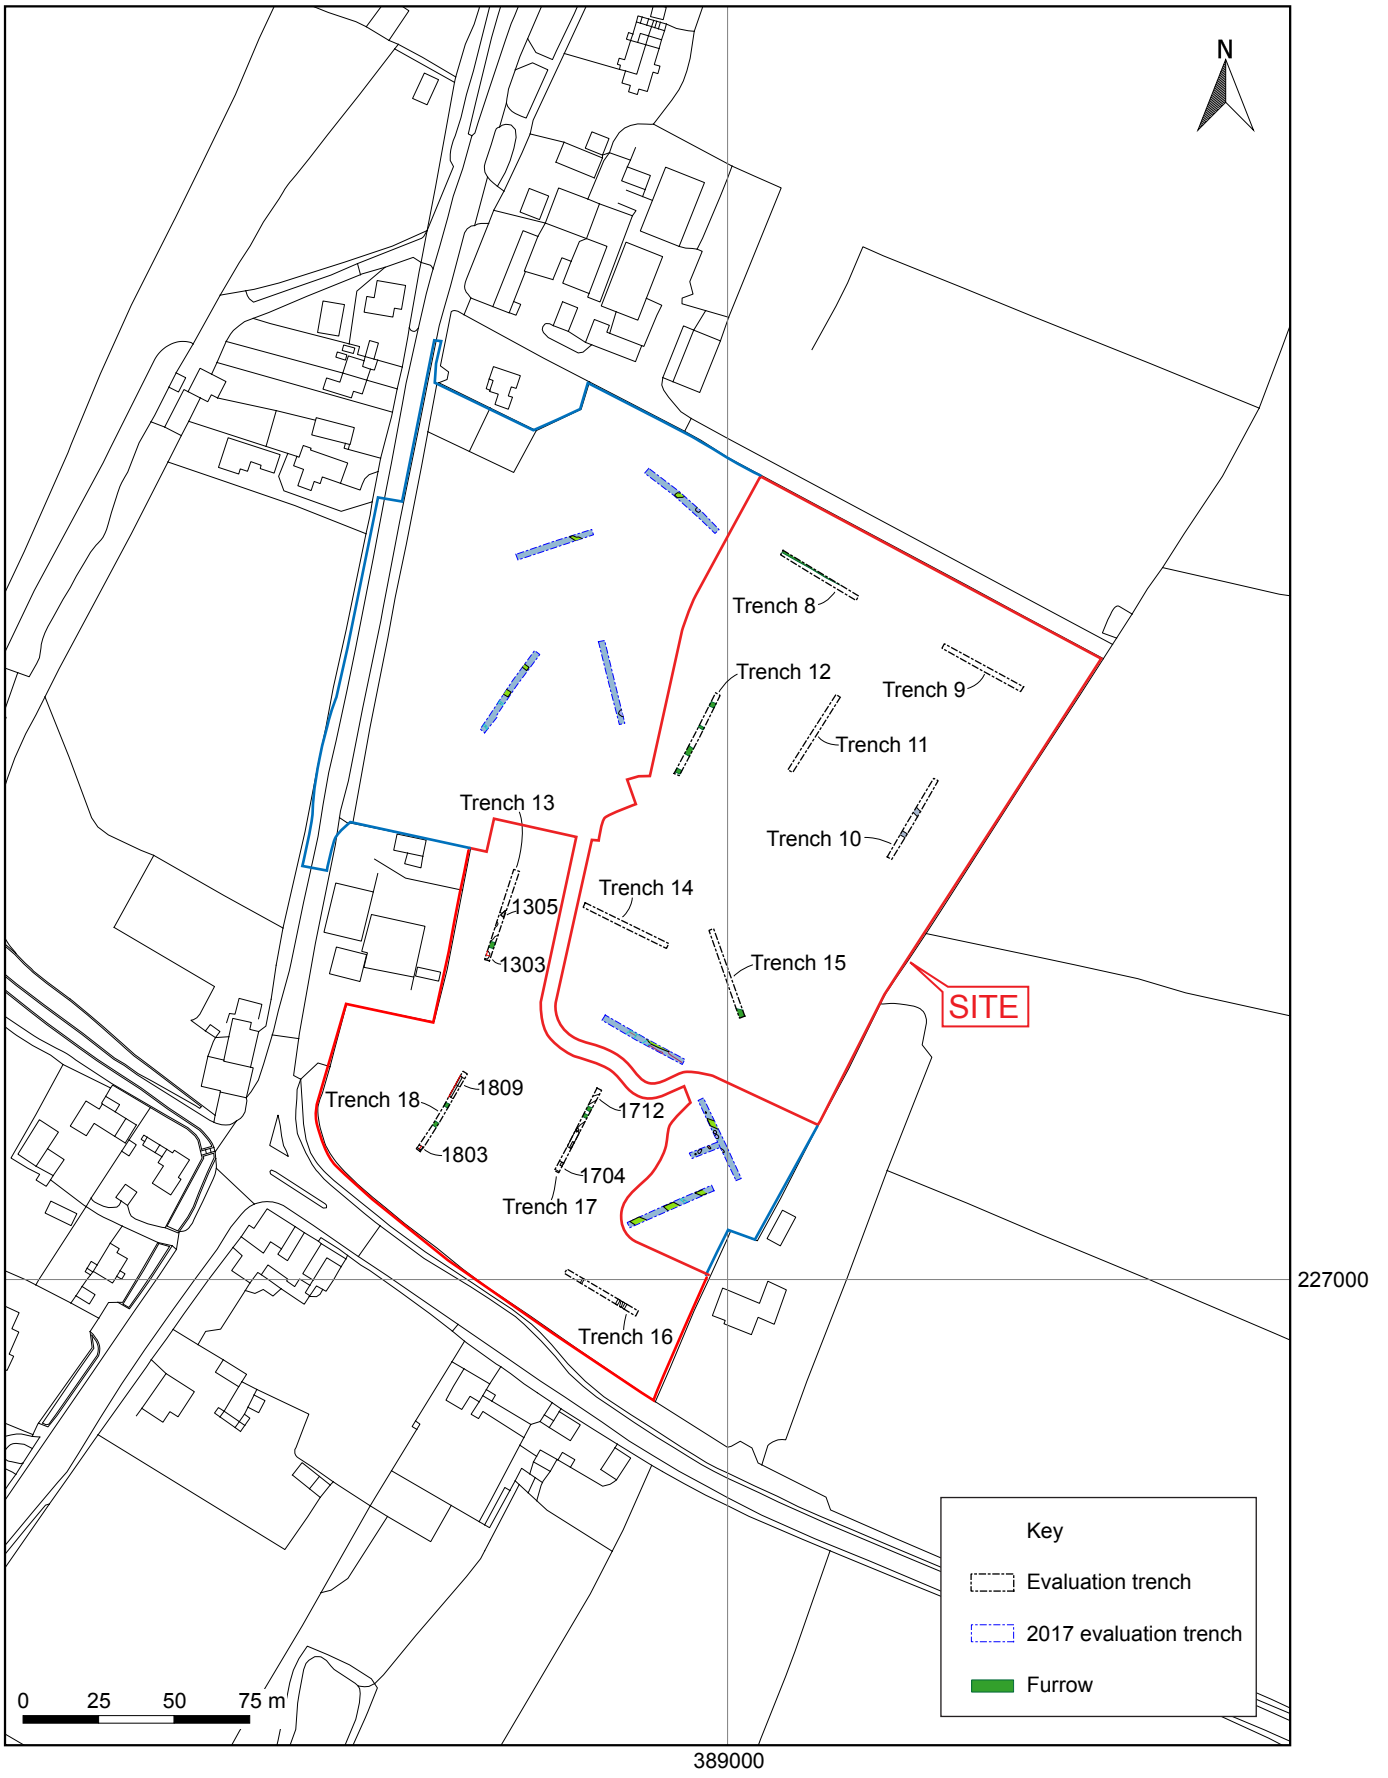 N
Trench 8
Trench 9
Trench 12
Trench 11
Trench 13
Trench 10
Trench 14
1305
1303
Trench 15
SITE
1809
Trench 18
1712
1803
1704
Trench 17
227000
Trench 16
Key
Evaluation trench
2017 evaluation trench
Furrow
0 25 50 75 m
389000